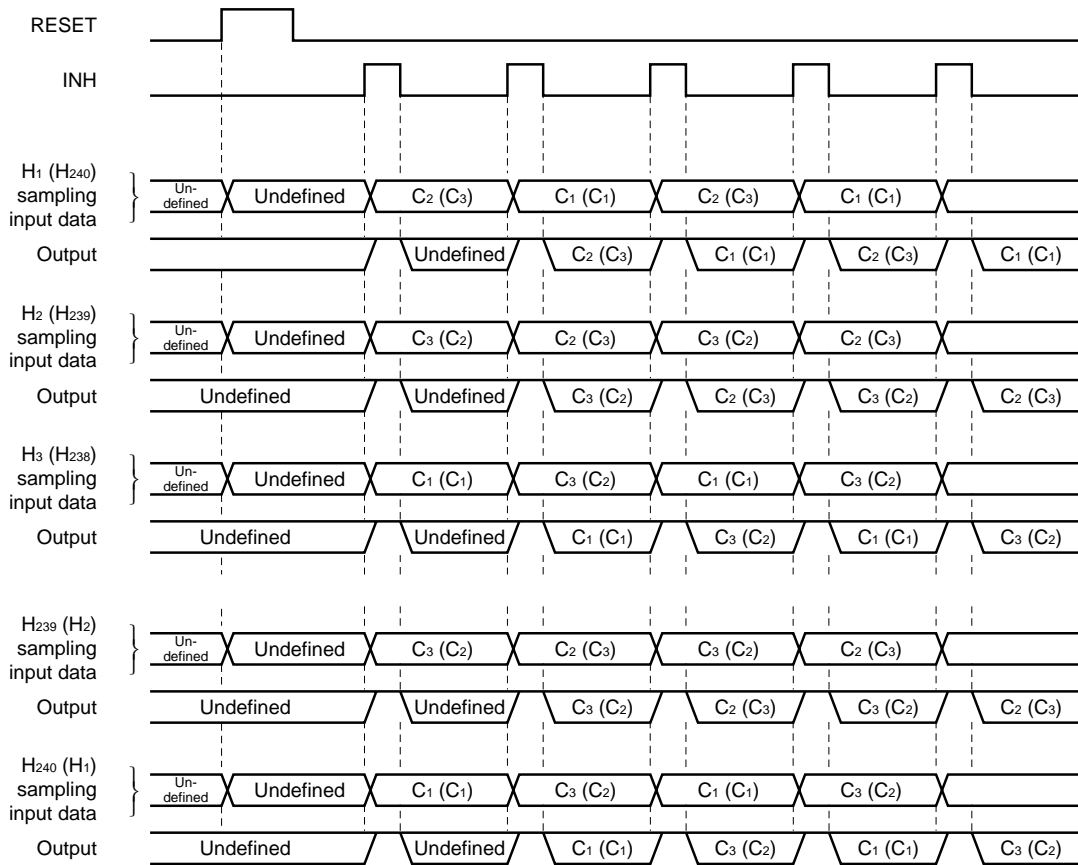 RESET
INH
H₁ (H₂₄₀)
sampling
input data
Un-
defined
Undefined
C₂ (C₃)
C₁ (C₁)
C₂ (C₃)
C₁ (C₁)
Output
Undefined
C₂ (C₃)
C₁ (C₁)
C₂ (C₃)
C₁ (C₁)
H₂ (H₂₃₉)
sampling
input data
Un-
defined
Undefined
C₃ (C₂)
C₂ (C₃)
C₃ (C₂)
C₂ (C₃)
Output
Undefined
Undefined
C₃ (C₂)
C₂ (C₃)
C₃ (C₂)
C₂ (C₃)
H₃ (H₂₃₈)
sampling
input data
Un-
defined
Undefined
C₁ (C₁)
C₃ (C₂)
C₁ (C₁)
C₃ (C₂)
Output
Undefined
Undefined
C₁ (C₁)
C₃ (C₂)
C₁ (C₁)
C₃ (C₂)
H₂₃₉ (H₂)
sampling
input data
Un-
defined
Undefined
C₃ (C₂)
C₂ (C₃)
C₃ (C₂)
C₂ (C₃)
Output
Undefined
Undefined
C₃ (C₂)
C₂ (C₃)
C₃ (C₂)
C₂ (C₃)
H₂₄₀ (H₁)
sampling
input data
Un-
defined
Undefined
C₁ (C₁)
C₃ (C₂)
C₁ (C₁)
C₃ (C₂)
Output
Undefined
Undefined
C₁ (C₁)
C₃ (C₂)
C₁ (C₁)
C₃ (C₂)